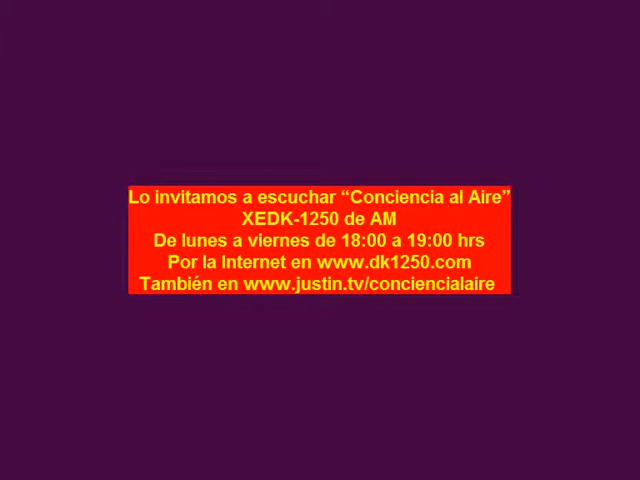 Lo invitamos a escuchar “Conciencia al Aire”
XEDK-1250 de AM
De lunes a viernes de 18:00 a 19:00 hrs
Por la Internet en www.dk1250.com
También en www.justin.tv/conciencialaire